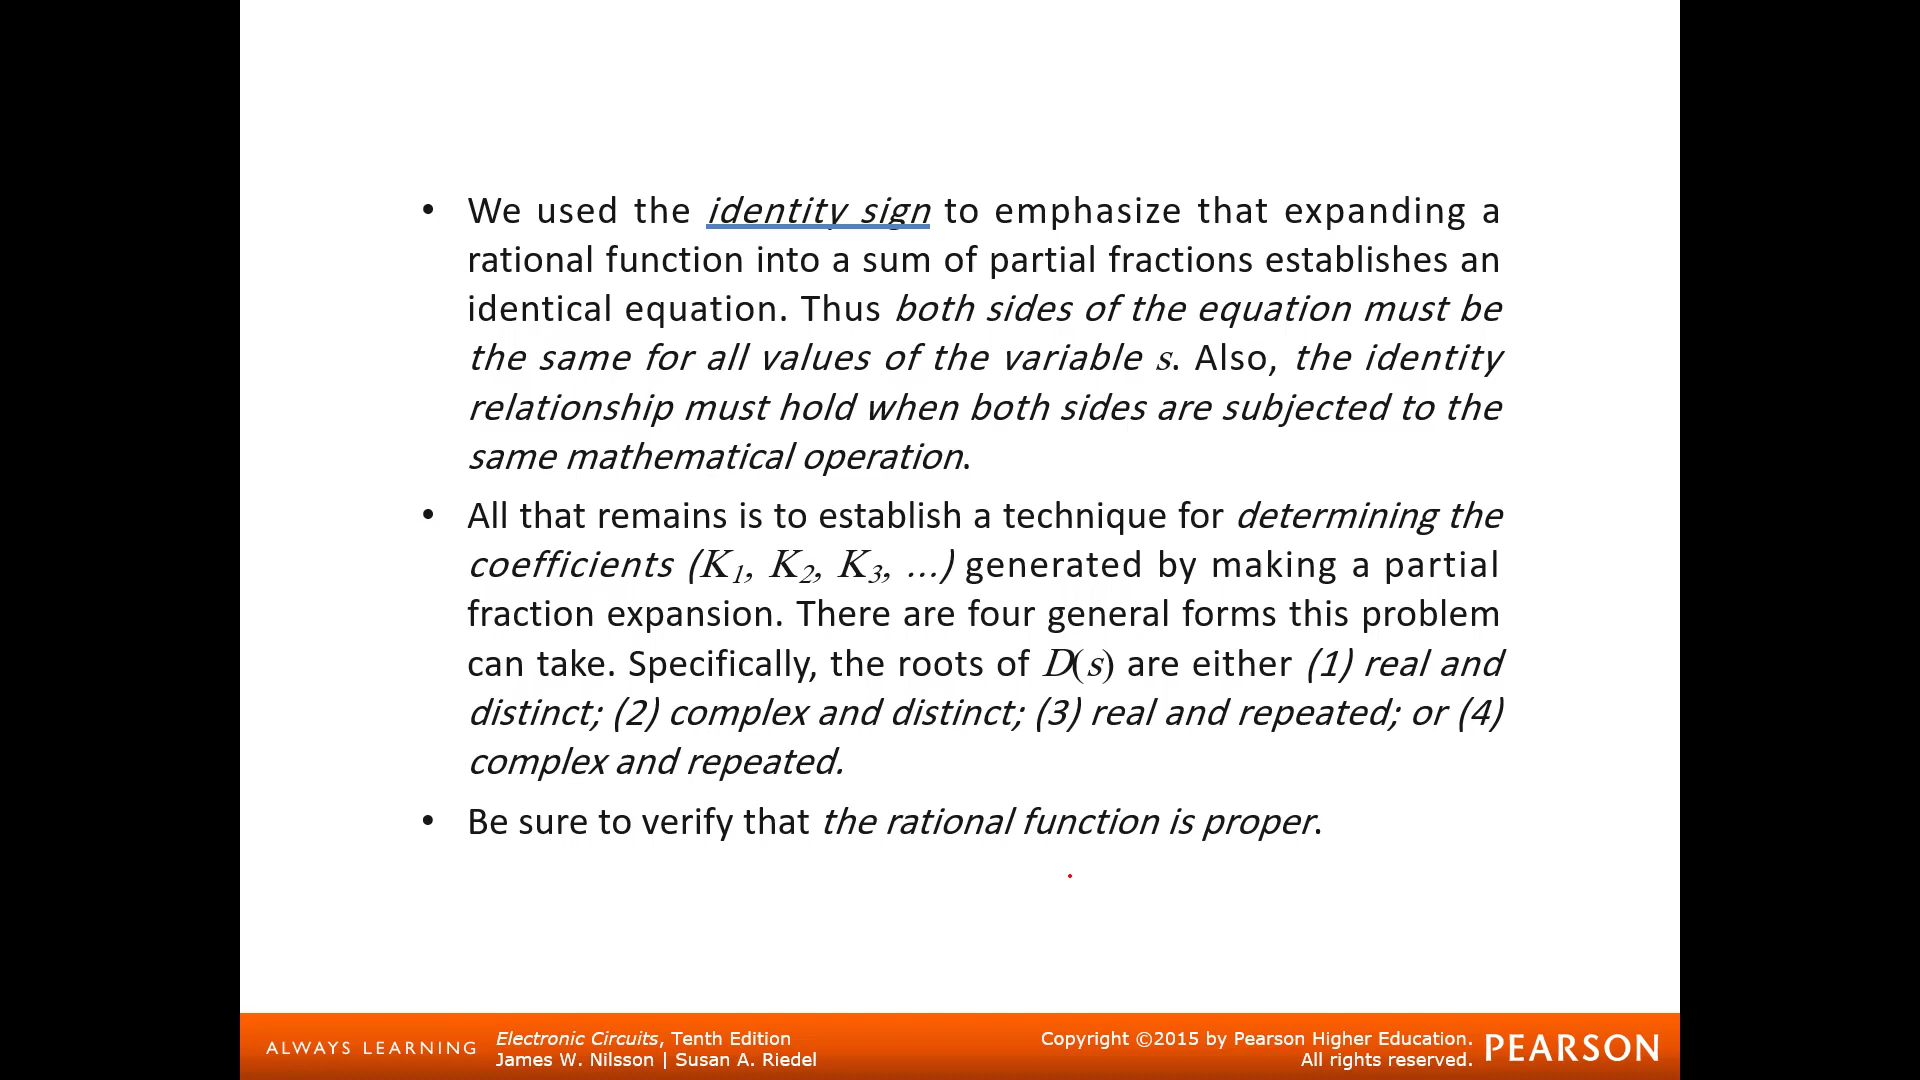 • We used the identity sign to emphasize that expanding a
rational function into a sum of partial fractions establishes an
identical equation. Thus both sides of the equation must be
the same for all values of the variable s. Also, the identity
relationship must hold when both sides are subjected to the
same mathematical operation.
• All that remains is to establish a technique for determining the
coefficients (K1, K2, K3, ...) generated by making a partial
fraction expansion. There are four general forms this problem
can take. Specifically, the roots of D(s) are either (1) real and
distinct; (2) complex and distinct; (3) real and repeated; or (4)
complex and repeated.
• Be sure to verify that the rational function is proper.
ALWAYS LEARNING
Electronic Circuits, Tenth Edition
James W. Nilsson | Susan A. Riedel
Copyright ©2015 by Pearson Higher Education.
All rights reserved.
PEARSON